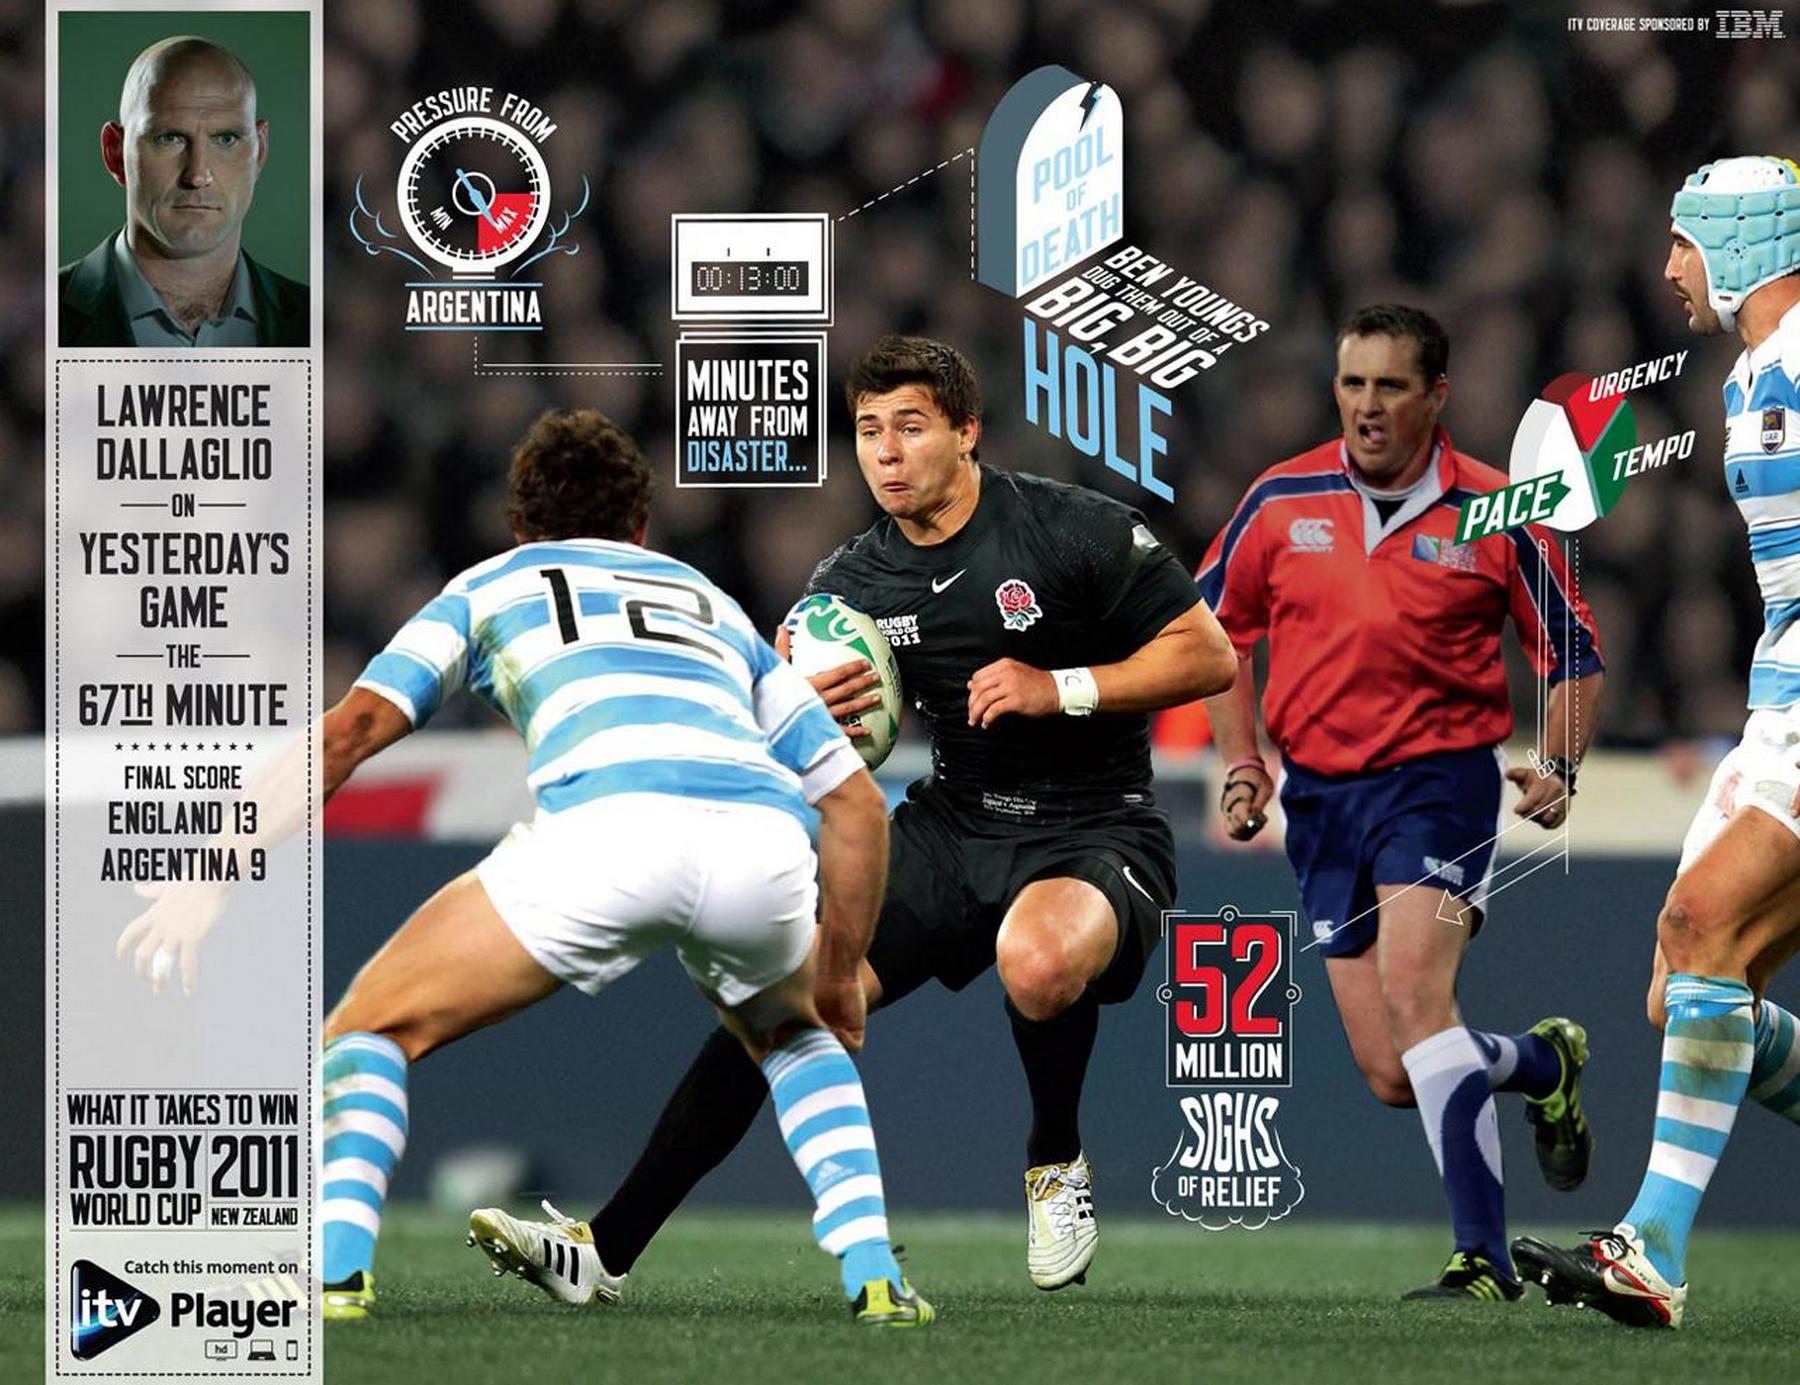 ITV COVERAGE SPONSORED BY IBM
LAWRENCE
DALLAGLIO
ON
YESTERDAY'S
GAME
THE
67TH MINUTE
FINAL SCORE
ENGLAND 13
ARGENTINA 9
WHAT IT TAKES TO WIN
RUGBY
WORLD CUP
2011
NEW ZEALAND
Catch this moment on
itv Player
hd
PRESSURE FROM
MIN MAX
ARGENTINA
00:13:00
MINUTES
AWAY FROM
DISASTER...
POOL
OF
DEATH
BEN YOUNGS
DUG THEM OUT OF A
BIG, BIG
HOLE
URGENCY
TEMPO
PACE
52
MILLION
SIGHS
OF RELIEF
12
RUGBY
WORLD CUP
2011
UAR